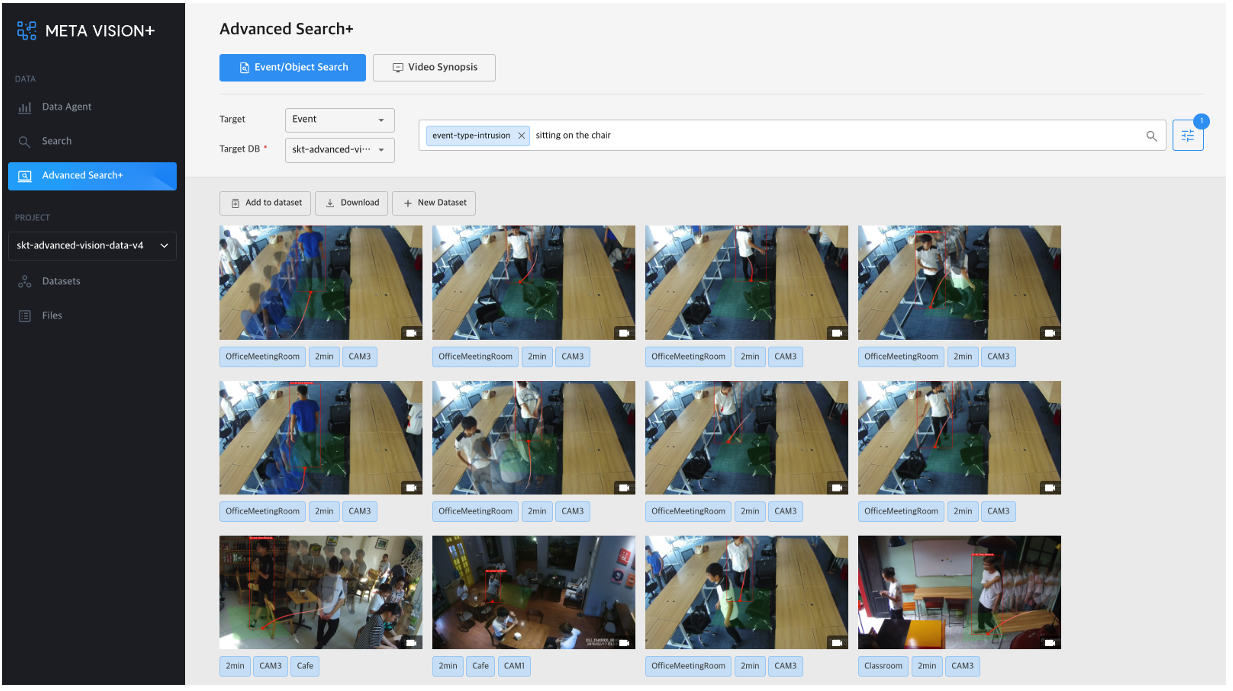 META VISION+
DATA
Data Agent
Search
Advanced Search+
PROJECT
skt-advanced-vision-data-v4
Datasets
Files
Advanced Search+
Event/Object Search
Video Synopsis
Target
Event
Target DB *
skt-advanced-vi···
event-type-intrusion
sitting on the chair
1
Add to dataset
Download
New Dataset
OfficeMeetingRoom 2min CAM3
OfficeMeetingRoom 2min CAM3
OfficeMeetingRoom 2min CAM3
OfficeMeetingRoom 2min CAM3
OfficeMeetingRoom 2min CAM3
OfficeMeetingRoom 2min CAM3
OfficeMeetingRoom 2min CAM3
OfficeMeetingRoom 2min CAM3
2min CAM3 Cafe
2min Cafe CAM1
OfficeMeetingRoom 2min CAM3
Classroom 2min CAM3